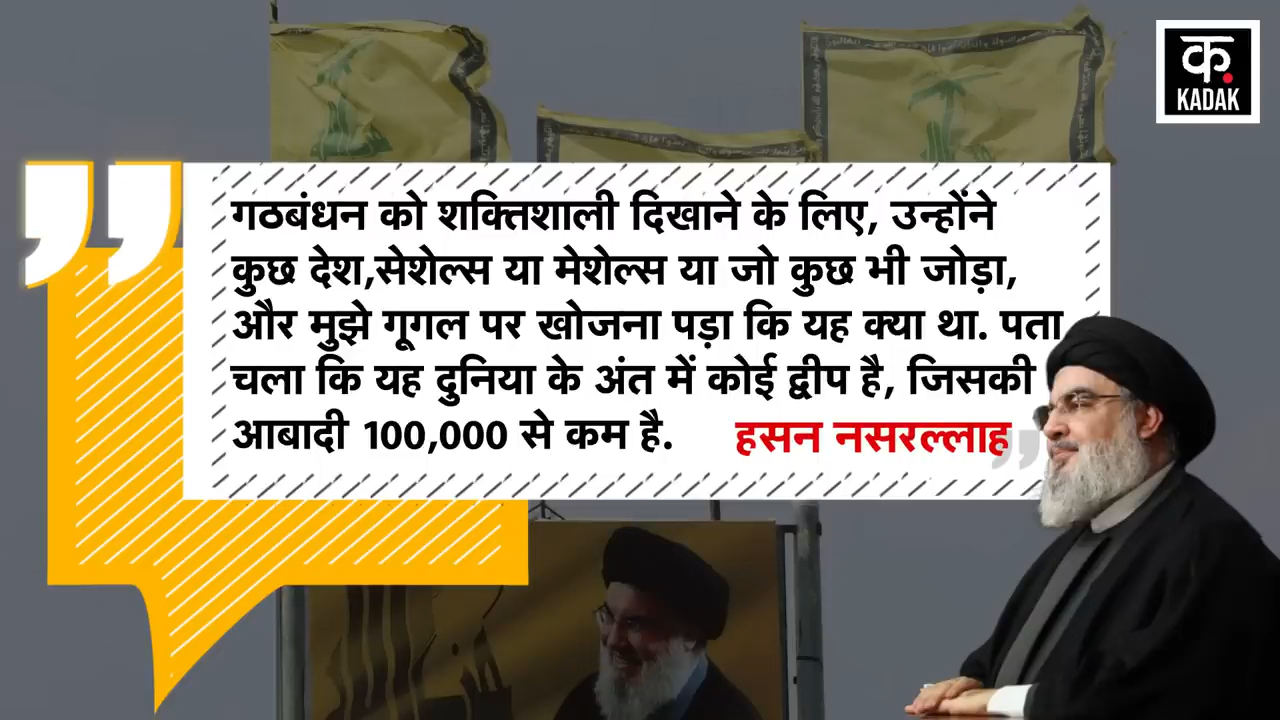 क.
KADAK
गठबंधन को शक्तिशाली दिखाने के लिए, उन्होंने
कुछ देश,सेशेल्स या मेशेल्स या जो कुछ भी जोड़ा,
और मुझे गूगल पर खोजना पड़ा कि यह क्या था. पता
चला कि यह दुनिया के अंत में कोई द्वीप है, जिसकी
आबादी 100,000 से कम है.
हसन नसरल्लाह